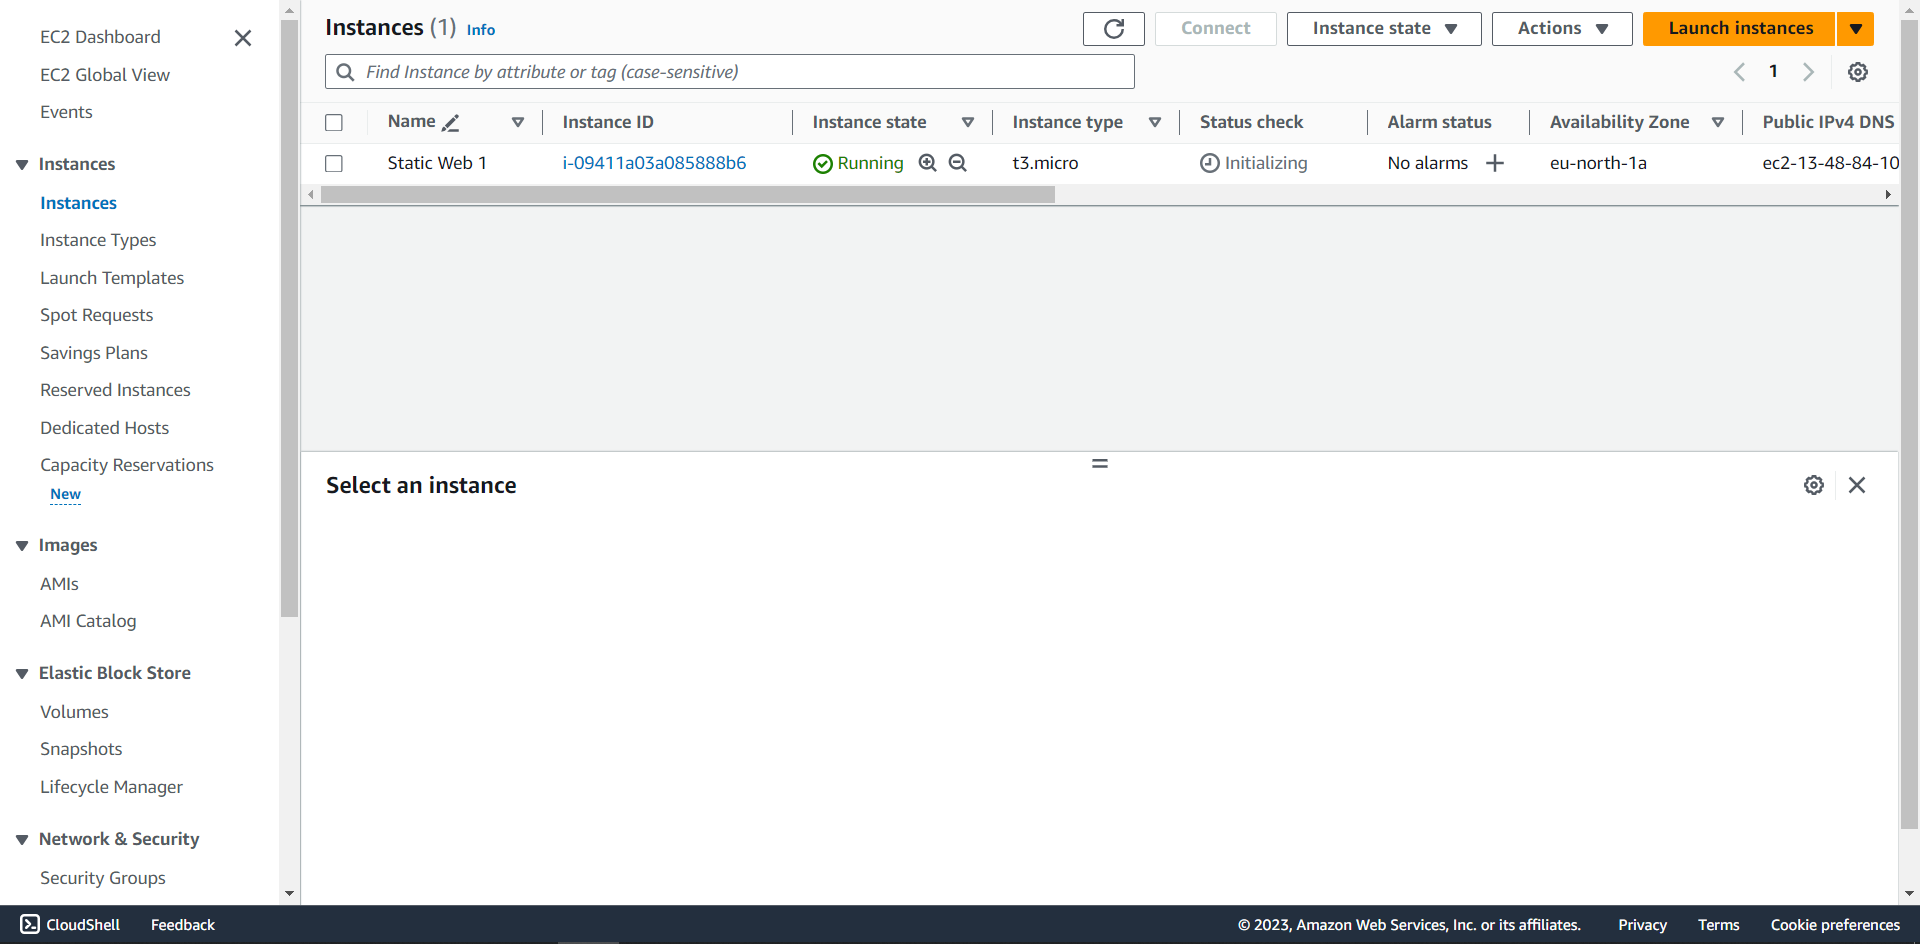 EC2 Dashboard
EC2 Global View
Events
Instances
Instances
Instance Types
Launch Templates
Spot Requests
Savings Plans
Reserved Instances
Dedicated Hosts
Capacity Reservations
New
Images
AMIs
AMI Catalog
Elastic Block Store
Volumes
Snapshots
Lifecycle Manager
Network & Security
Security Groups
Instances (1) Info
Connect Instance state Actions Launch instances
Find Instance by attribute or tag (case-sensitive)
1
Name Instance ID Instance state Instance type Status check Alarm status Availability Zone Public IPv4 DNS
Static Web 1 i-09411a03a085888b6 Running t3.micro Initializing No alarms eu-north-1a ec2-13-48-84-10
Select an instance
CloudShell Feedback © 2023, Amazon Web Services, Inc. or its affiliates. Privacy Terms Cookie preferences